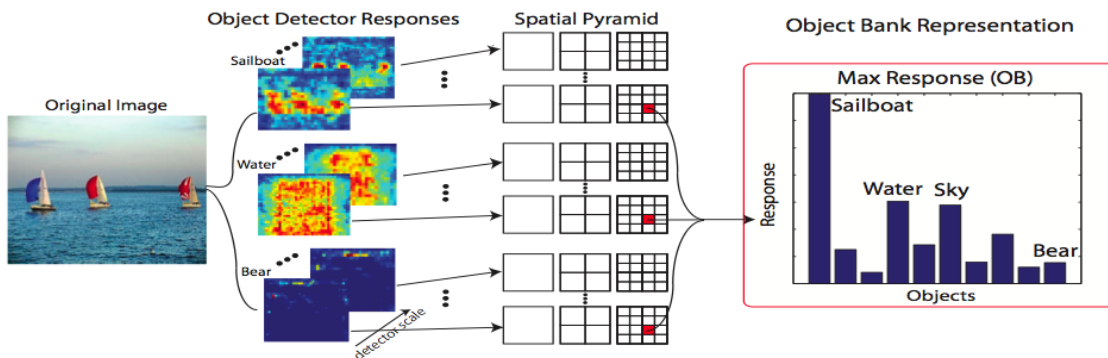 Object Detector Responses
Spatial Pyramid
Object Bank Representation
Original Image
Sailboat
Water
Bear
detector scale
Max Response (OB)
Sailboat
Water
Sky
Bear
Response
Objects